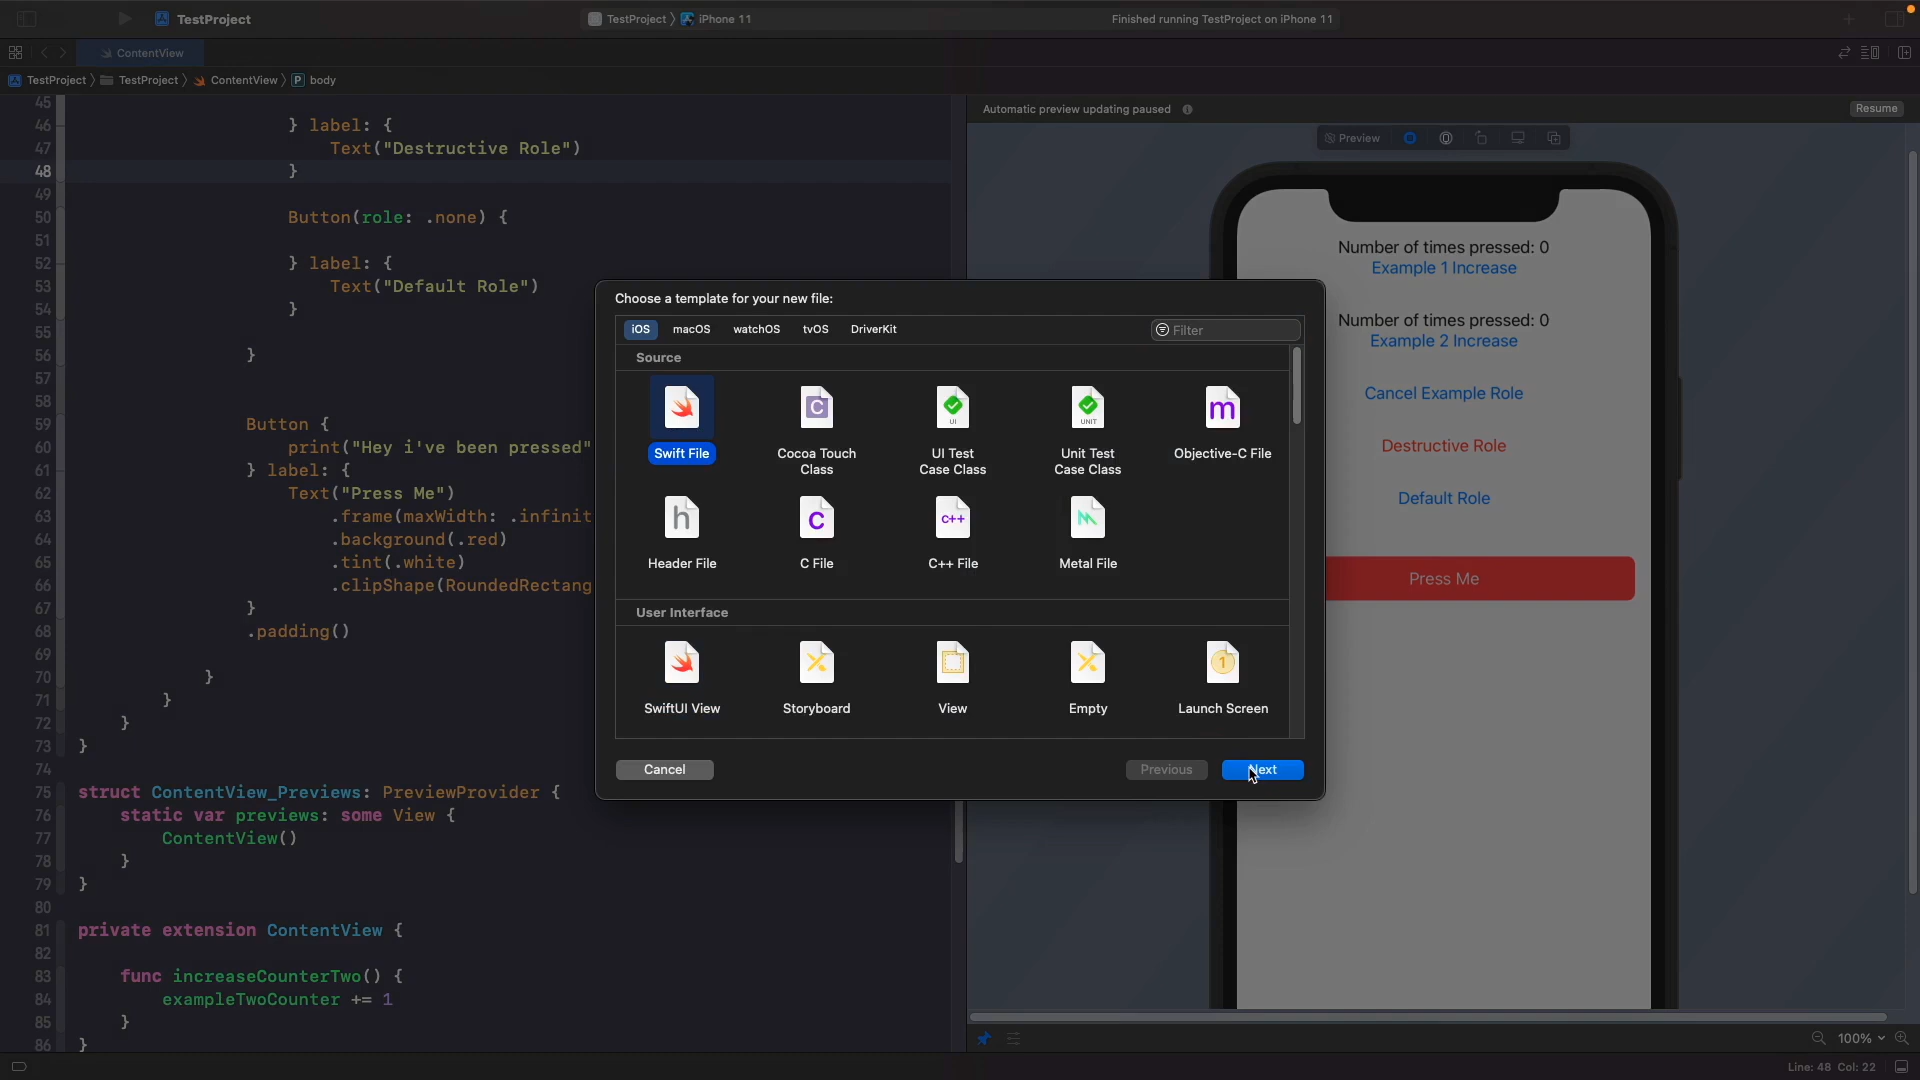 TestProject
TestProject 〉 iPhone 11
Finished running TestProject on iPhone 11
ContentView
TestProject 〉 TestProject 〉 ContentView 〉 P body
Automatic preview updating paused
Resume
Preview
45
46 } label: {
47 Text("Destructive Role")
48 }
49
50 Button(role: .none) {
51
52 } label: {
53 Text("Default Role")
54 }
55
56 }
57
58
59 Button {
60 print("Hey i've been pressed"
61 } label: {
62 Text("Press Me")
63 .frame(maxWidth: .infinit
64 .background(.red)
65 .tint(.white)
66 .clipShape(RoundedRectang
67 }
68 .padding()
69
70 }
71 }
72 }
73 }
74
75 struct ContentView_Previews: PreviewProvider {
76 static var previews: some View {
77 ContentView()
78 }
79 }
80
81 private extension ContentView {
82
83 func increaseCounterTwo() {
84 exampleTwoCounter += 1
85 }
86 }
Choose a template for your new file:
iOS macOS watchOS tvOS DriverKit
Filter
Source
C
UI
UNIT
m
Swift File
Cocoa Touch
Class
UI Test
Case Class
Unit Test
Case Class
Objective-C File
h
C
C++
Header File
C File
C++ File
Metal File
User Interface
1
SwiftUI View
Storyboard
View
Empty
Launch Screen
Cancel
Previous
Next
Number of times pressed: 0
Example 1 Increase
Number of times pressed: 0
Example 2 Increase
Cancel Example Role
Destructive Role
Default Role
Press Me
100%
Line: 48 Col: 22